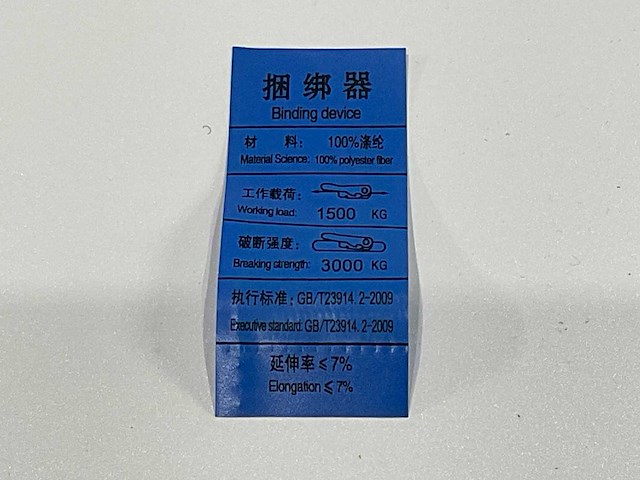 捆绑器
Binding device
材 料: 100%涤纶
Material Science: 100% polyester fiber
工作载荷:
Working load: 1500 KG
破断强度:
Breaking strength: 3000 KG
执行标准: GB/T23914.2-2009
Executive standard: GB/T23914.2-2009
延伸率≤7%
Elongation≤7%